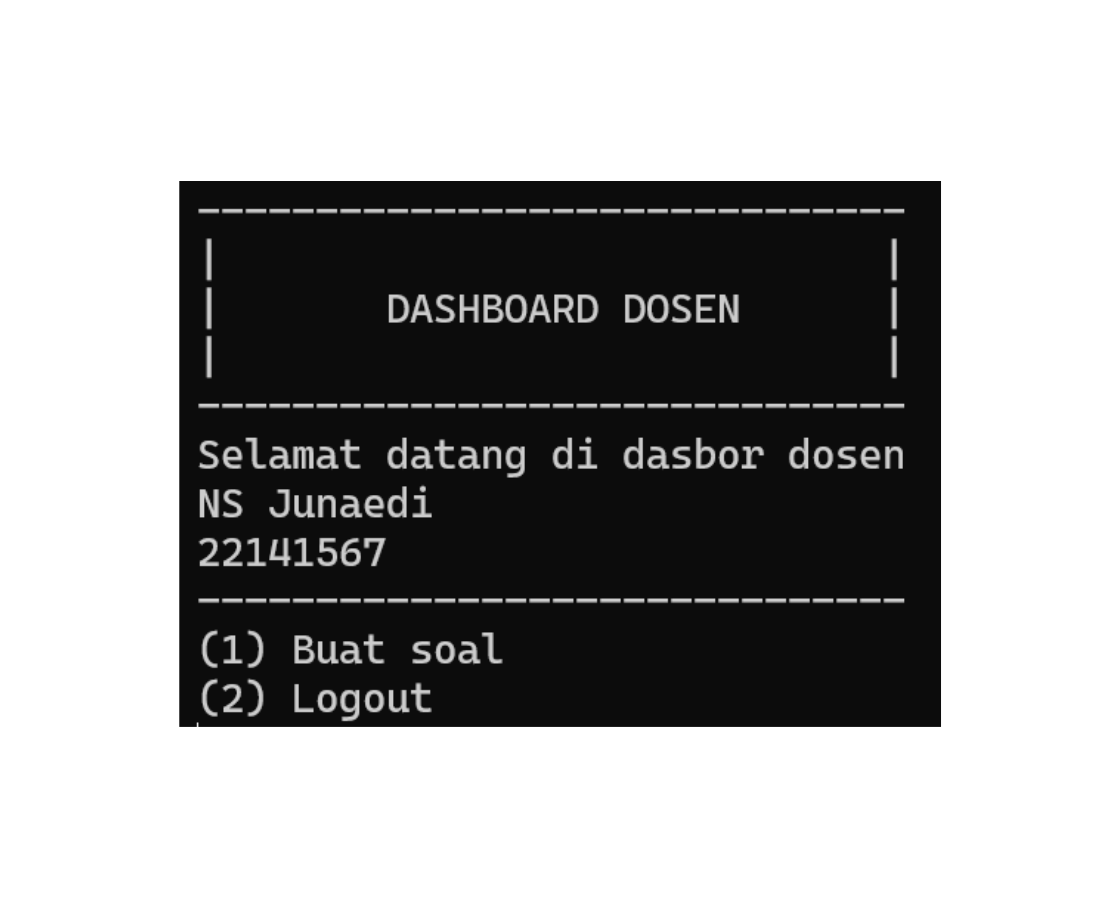 ------------------------------
|                            |
|       DASHBOARD DOSEN      |
|                            |
------------------------------
Selamat datang di dasbor dosen
NS Junaedi
22141567
------------------------------
(1) Buat soal
(2) Logout